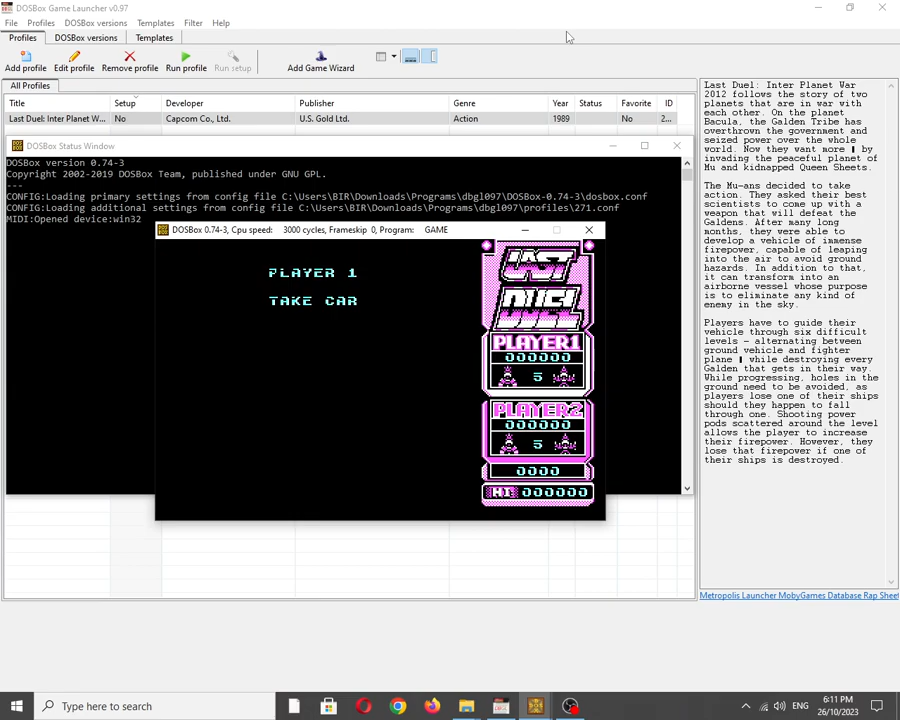 DOSBox Game Launcher v0.97
File Profiles DOSBox versions Templates Filter Help
Profiles DOSBox versions Templates
Add profile Edit profile Remove profile Run profile Run setup Add Game Wizard
All Profiles
Title Setup Developer Publisher Genre Year Status Favorite ID
Last Duel: Inter Planet W... No Capcom Co., Ltd. U.S. Gold Ltd. Action 1989 No 2...
DOSBox Status Window
DOSBox version 0.74-3
Copyright 2002-2019 DOSBox Team, published under GNU GPL.
---
CONFIG:Loading primary settings from config file C:\Users\BIR\Downloads\Programs\dbgl097\DOSBox-0.74-3\dosbox.conf
CONFIG:Loading additional settings from config file C:\Users\BIR\Downloads\Programs\dbgl097\profiles\271.conf
MIDI:Opened device:win32
DOSBox 0.74-3, Cpu speed: 3000 cycles, Frameskip 0, Program: GAME
PLAYER 1
TAKE CAR
LAST
DUEL
PLAYER1
000000
5
PLAYER2
000000
5
0000
HI 000000
Last Duel: Inter Planet War
2012 follows the story of two
planets that are in war with
each other. On the planet
Bacula, the Galden Tribe has
overthrown the government and
seized power over the whole
world. Now they want more ▮ by
invading the peaceful planet of
Mu and kidnapped Queen Sheets.
The Mu-ans decided to take
action. They asked their best
scientists to come up with a
weapon that will defeat the
Galdens. After many long
months, they were able to
develop a vehicle of immense
firepower, capable of leaping
into the air to avoid ground
hazards. In addition to that,
it can transform into an
airborne vessel whose purpose
is to eliminate any kind of
enemy in the sky.
Players have to guide their
vehicle through six difficult
levels – alternating between
ground vehicle and fighter
plane ▮ while destroying every
Galden that gets in their way.
While progressing, holes in the
ground need to be avoided, as
players lose one of their ships
should they happen to fall
through one. Shooting power
pods scattered around the level
allows the player to increase
their firepower. However, they
lose that firepower if one of
their ships is destroyed.
Metropolis Launcher MobyGames Database Rap Sheet
Type here to search
ENG
6:11 PM
26/10/2023